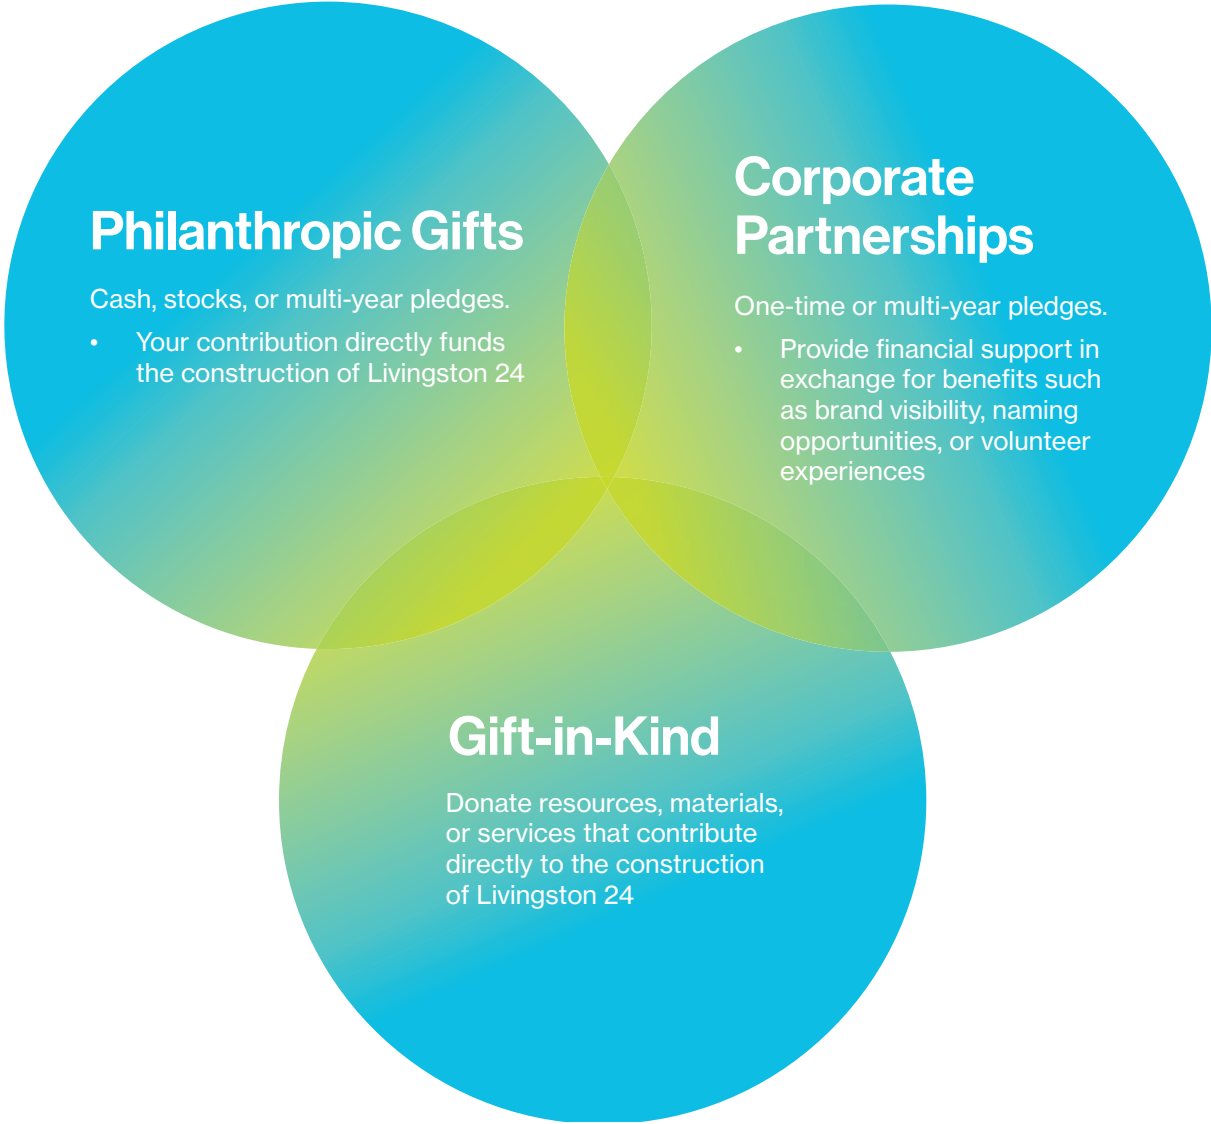 Philanthropic Gifts
Cash, stocks, or multi-year pledges.
• Your contribution directly funds
the construction of Livingston 24
Corporate
Partnerships
One-time or multi-year pledges.
• Provide financial support in
exchange for benefits such
as brand visibility, naming
opportunities, or volunteer
experiences
Gift-in-Kind
Donate resources, materials,
or services that contribute
directly to the construction
of Livingston 24